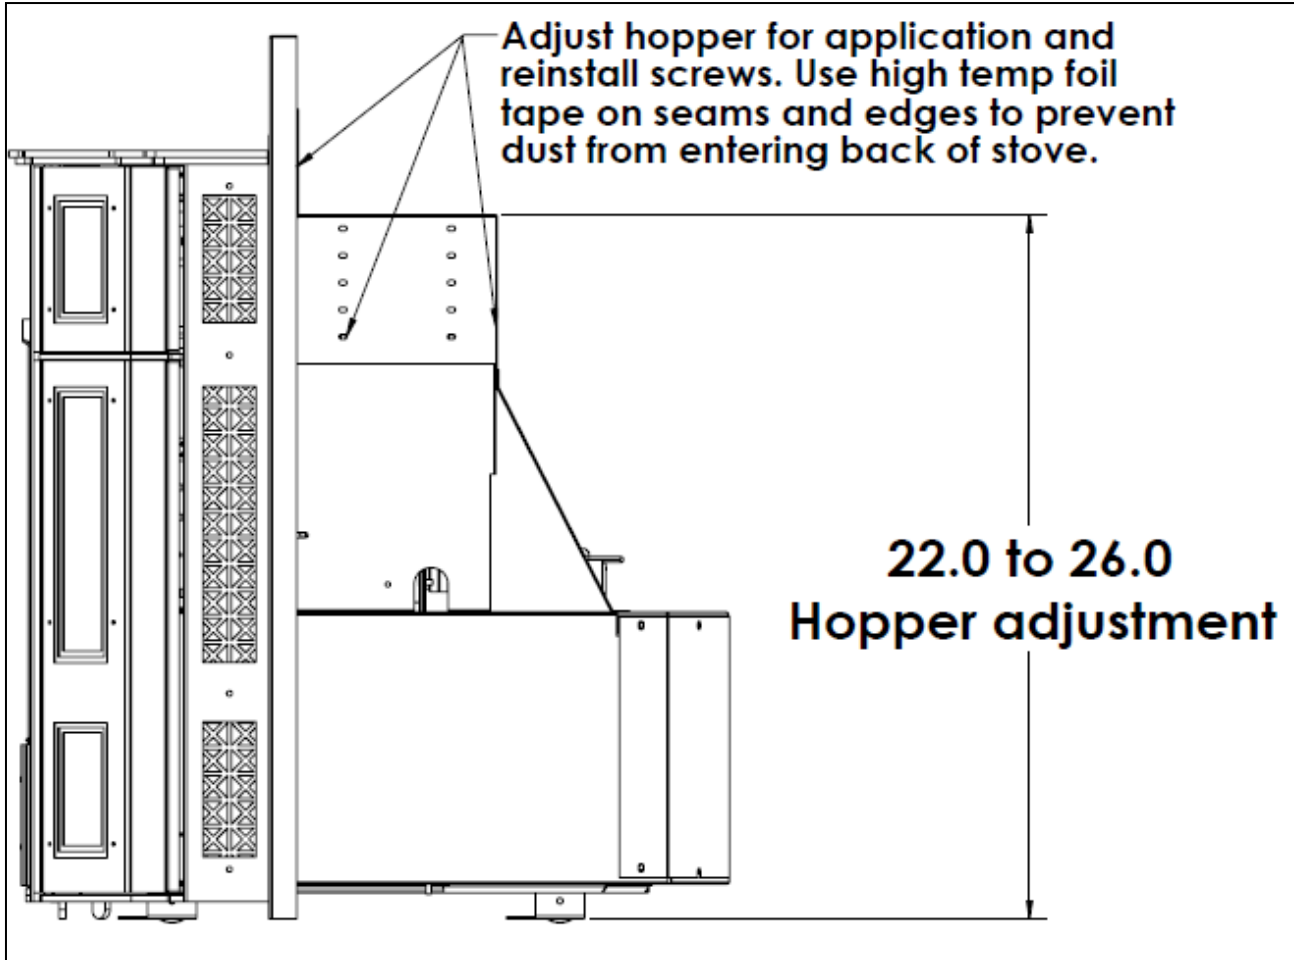 Adjust hopper for application and
reinstall screws. Use high temp foil
tape on seams and edges to prevent
dust from entering back of stove.
22.0 to 26.0
Hopper adjustment